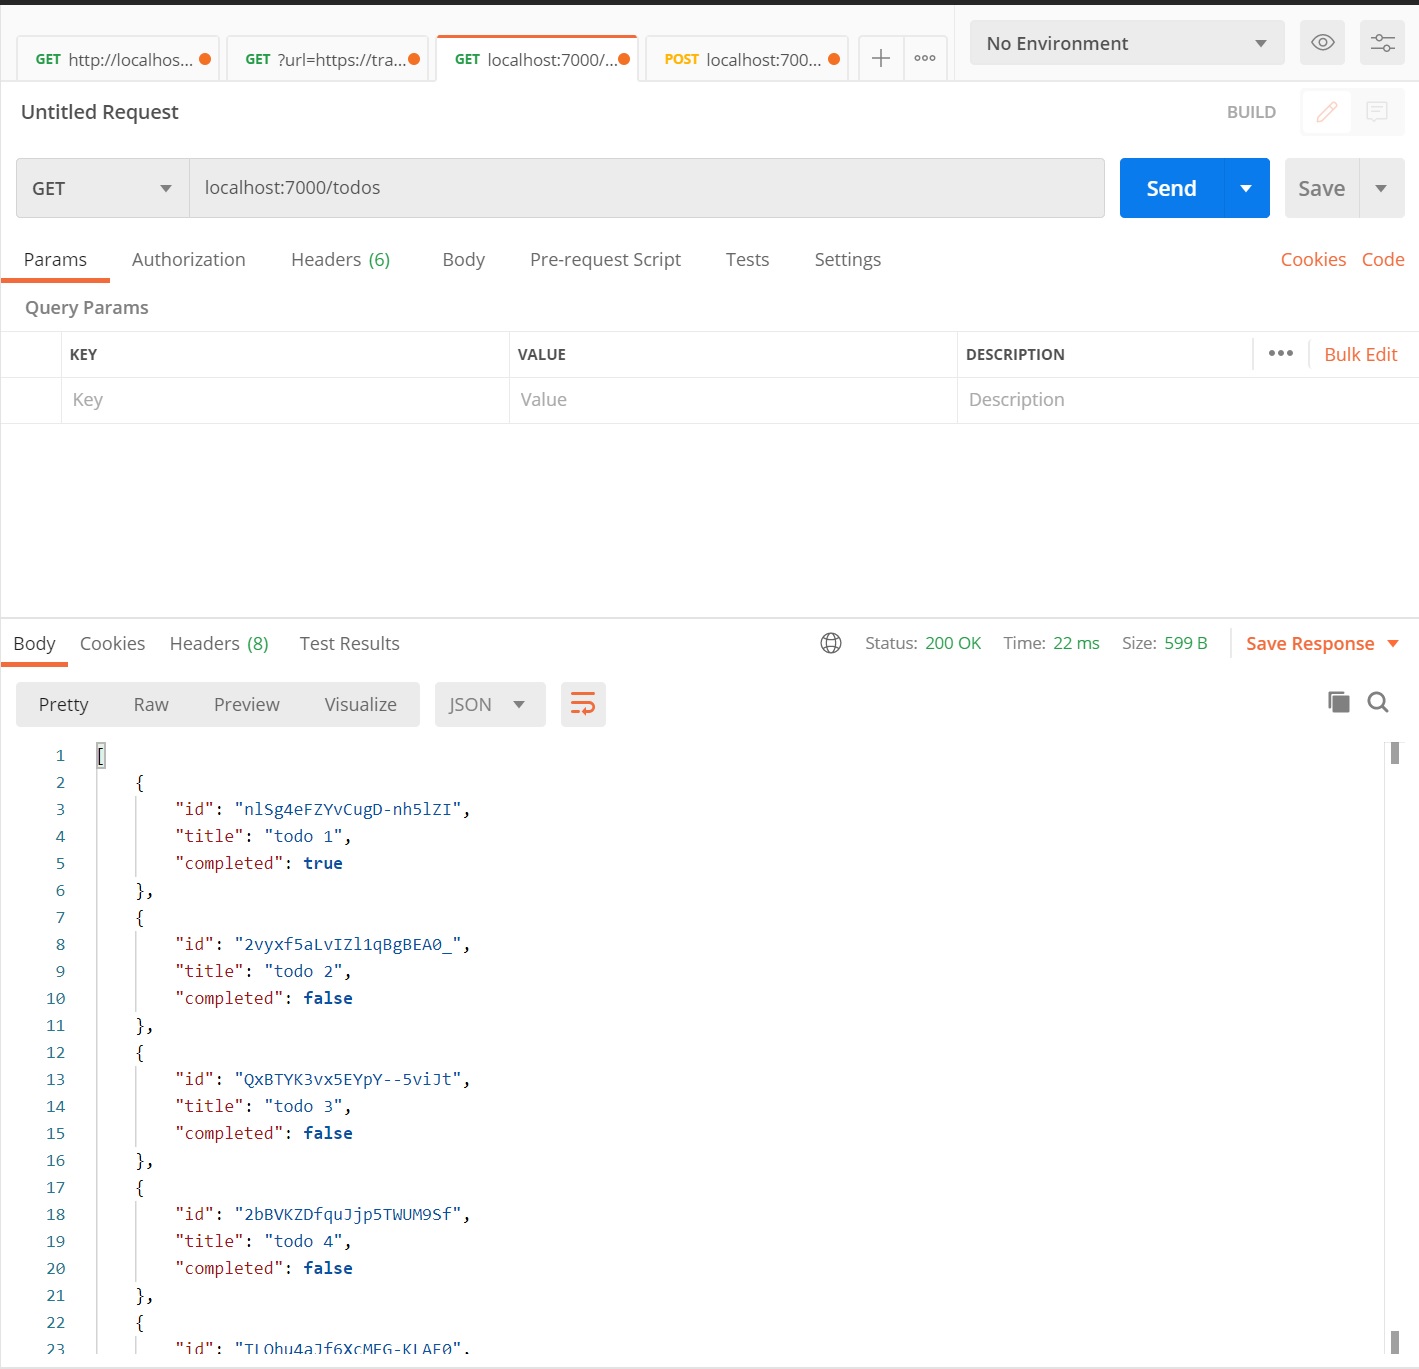 GET http://localhos... GET ?url=https://tra... GET localhost:7000/... POST localhost:700... No Environment
Untitled Request BUILD
GET localhost:7000/todos Send Save
Params Authorization Headers (6) Body Pre-request Script Tests Settings Cookies Code
Query Params
KEY VALUE DESCRIPTION Bulk Edit
Key Value Description
Body Cookies Headers (8) Test Results Status: 200 OK Time: 22 ms Size: 599 B Save Response
Pretty Raw Preview Visualize JSON
1 [
2 {
3 "id": "nlSg4eFZYvCugD-nh5lZI",
4 "title": "todo 1",
5 "completed": true
6 },
7 {
8 "id": "2vyxf5aLvIZl1qBgBEA0_",
9 "title": "todo 2",
10 "completed": false
11 },
12 {
13 "id": "QxBTYK3vx5EYpY--5viJt",
14 "title": "todo 3",
15 "completed": false
16 },
17 {
18 "id": "2bBVKZDfquJjp5TWUM9Sf",
19 "title": "todo 4",
20 "completed": false
21 },
22 {
23 "id":